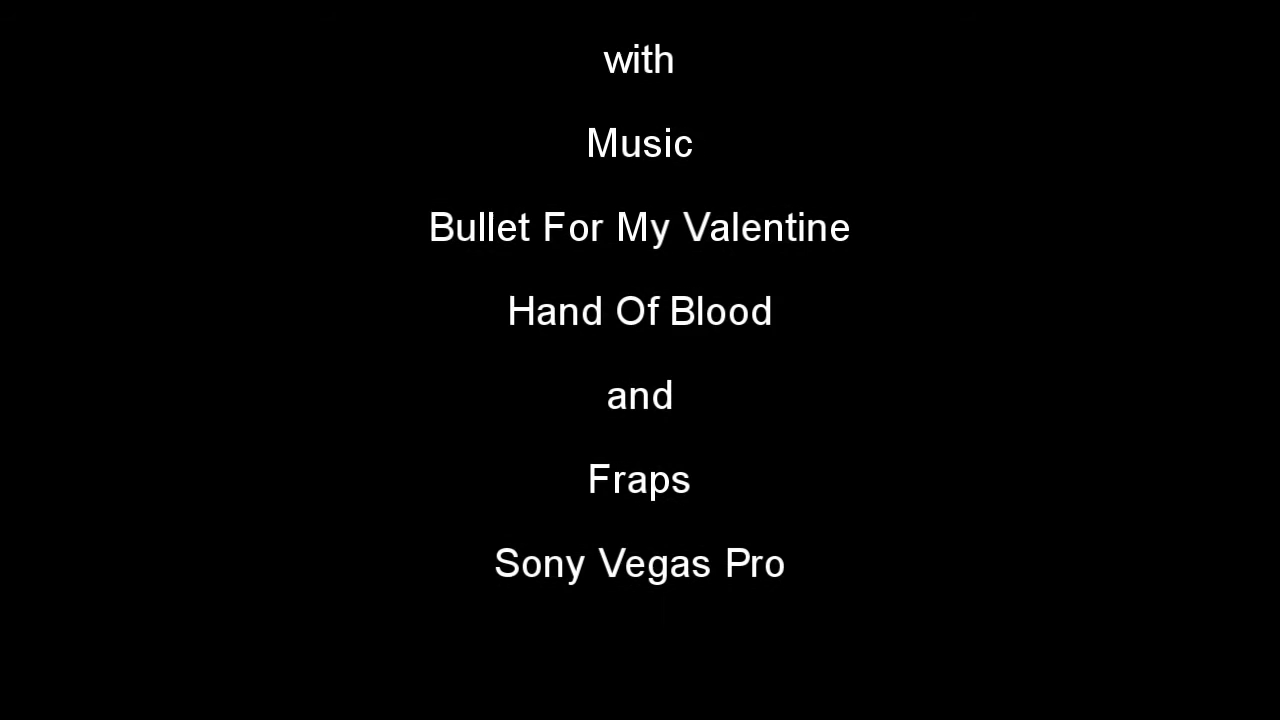 with
Music
Bullet For My Valentine
Hand Of Blood
and
Fraps
Sony Vegas Pro